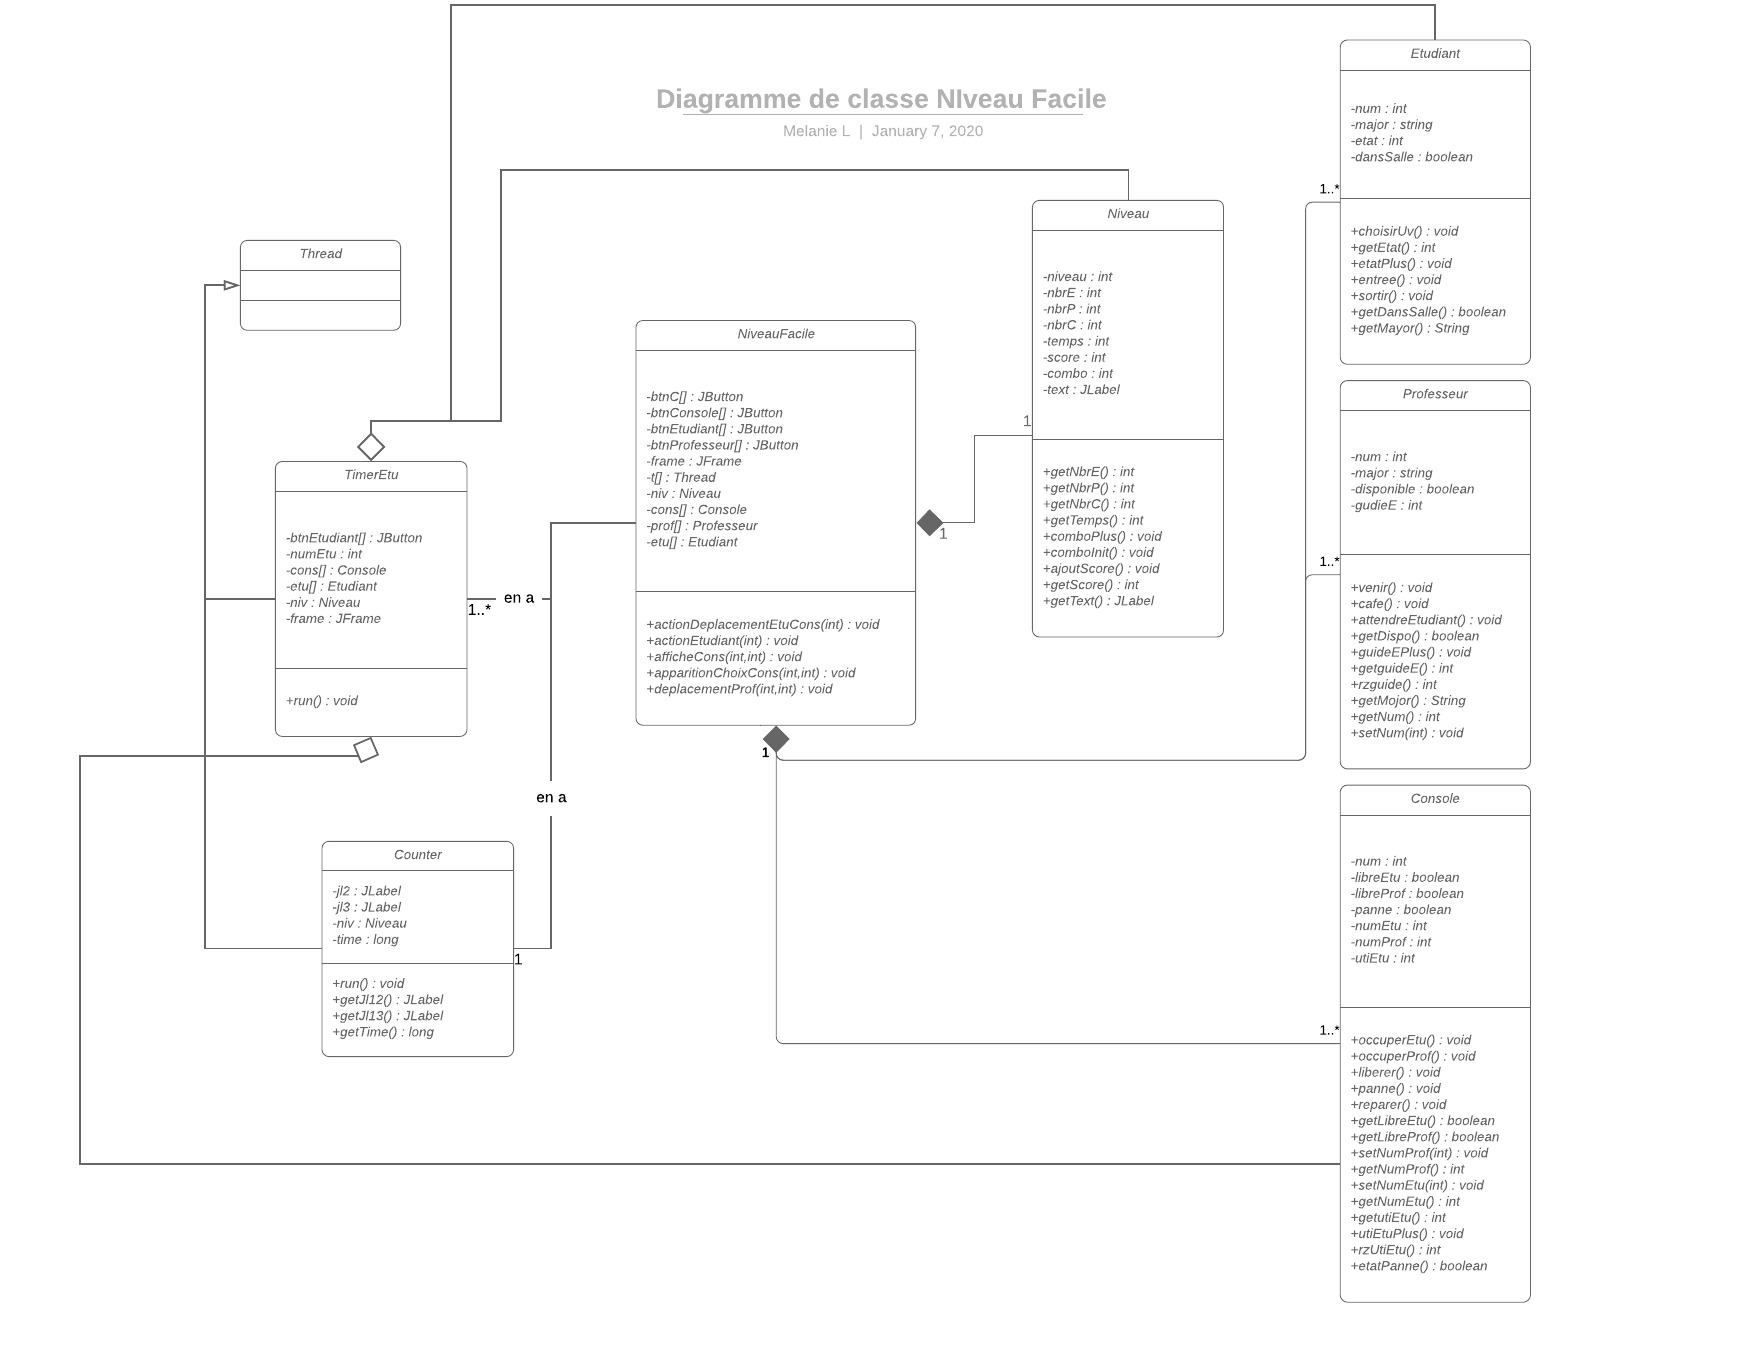 Diagramme de classe NIveau Facile
Melanie L | January 7, 2020
Thread
TimerEtu
-btnEtudiant[] : JButton
-numEtu : int
-cons[] : Console
-etu[] : Etudiant
-niv : Niveau
-frame : JFrame
+run() : void
1..*
en a
en a
Counter
-jl2 : JLabel
-jl3 : JLabel
-niv : Niveau
-time : long
+run() : void
+getJl12() : JLabel
+getJl13() : JLabel
+getTime() : long
1
NiveauFacile
-btnC[] : JButton
-btnConsole[] : JButton
-btnEtudiant[] : JButton
-btnProfesseur[] : JButton
-frame : JFrame
-t[] : Thread
-niv : Niveau
-cons[] : Console
-prof[] : Professeur
-etu[] : Etudiant
+actionDeplacementEtuCons(int) : void
+actionEtudiant(int) : void
+afficheCons(int,int) : void
+apparitionChoixCons(int,int) : void
+deplacementProf(int,int) : void
1
1
1
Niveau
-niveau : int
-nbrE : int
-nbrP : int
-nbrC : int
-temps : int
-score : int
-combo : int
-text : JLabel
+getNbrE() : int
+getNbrP() : int
+getNbrC() : int
+getTemps() : int
+comboPlus() : void
+comboInit() : void
+ajoutScore() : void
+getScore() : int
+getText() : JLabel
Etudiant
-num : int
-major : string
-etat : int
-dansSalle : boolean
1..*
+choisirUv() : void
+getEtat() : int
+etatPlus() : void
+entree() : void
+sortir() : void
+getDansSalle() : boolean
+getMayor() : String
Professeur
-num : int
-major : string
-disponible : boolean
-gudieE : int
1..*
+venir() : void
+cafe() : void
+attendreEtudiant() : void
+getDispo() : boolean
+guideEPlus() : void
+getguideE() : int
+rzguide() : int
+getMojor() : String
+getNum() : int
+setNum(int) : void
Console
-num : int
-libreEtu : boolean
-libreProf : boolean
-panne : boolean
-numEtu : int
-numProf : int
-utiEtu : int
1..*
+occuperEtu() : void
+occuperProf() : void
+liberer() : void
+panne() : void
+reparer() : void
+getLibreEtu() : boolean
+getLibreProf() : boolean
+setNumProf(int) : void
+getNumProf() : int
+setNumEtu(int) : void
+getNumEtu() : int
+getutiEtu() : int
+utiEtuPlus() : void
+rzUtiEtu() : int
+etatPanne() : boolean